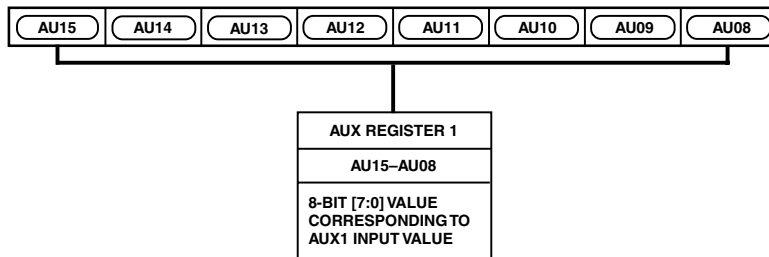 AU15 AU14 AU13 AU12 AU11 AU10 AU09 AU08
AUX REGISTER 1
AU15–AU08
8-BIT [7:0] VALUE
CORRESPONDING TO
AUX1 INPUT VALUE